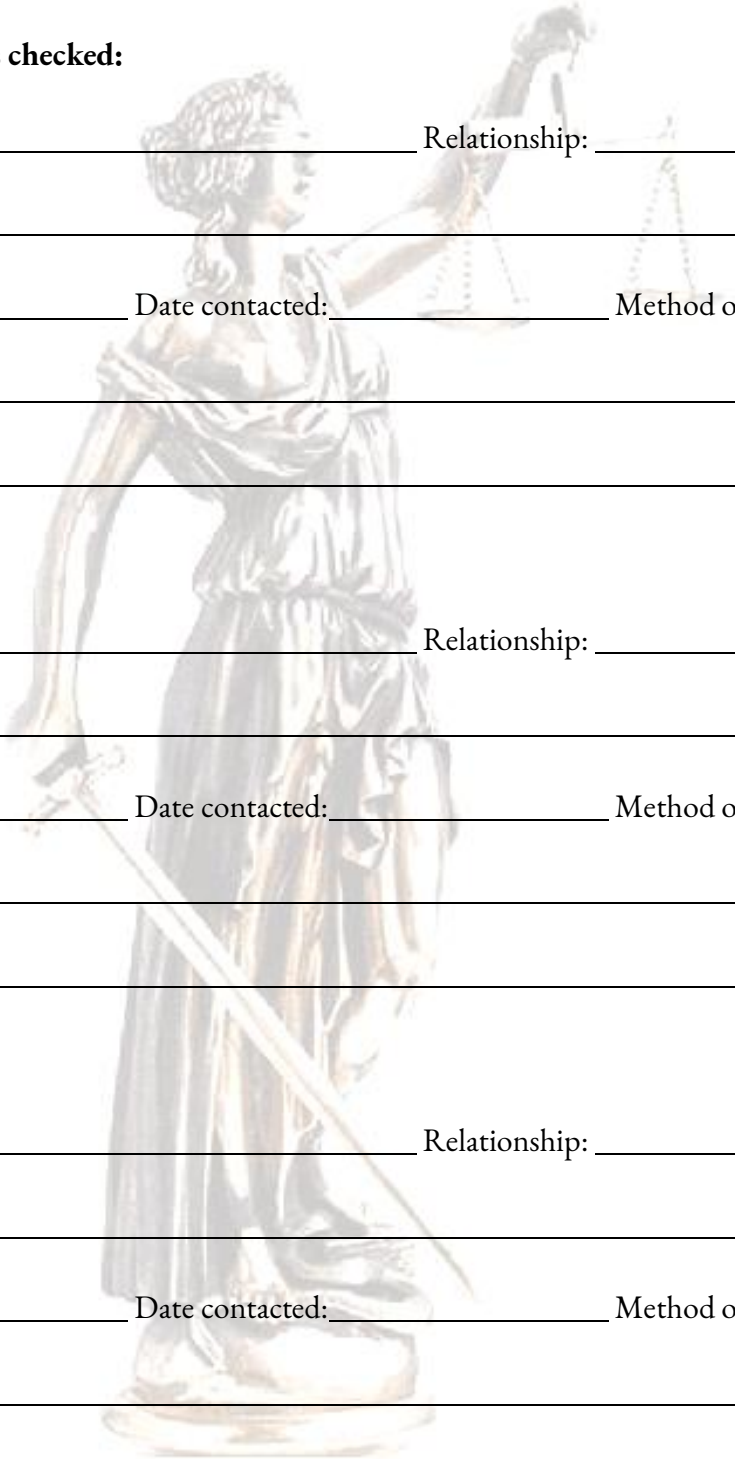 checked:
Relationship:
Date contacted: Method o
Relationship:
Date contacted: Method o
Relationship:
Date contacted: Method o